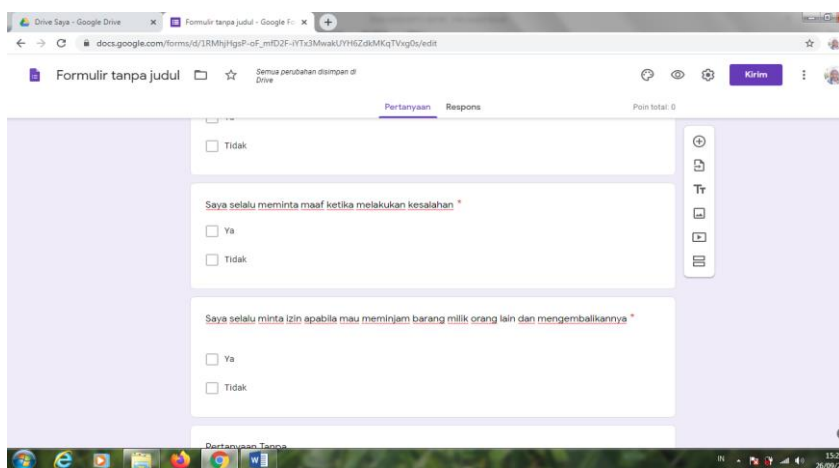 Drive Saya - Google Drive
Formulir tanpa judul - Google Fo
docs.google.com/forms/d/1RMhjHgsP-oF_mfD2F-iYTx3MwakUYH6ZdkMKqTVxg0s/edit
Formulir tanpa judul
Semua perubahan disimpan di
Drive
Kirim
Pertanyaan Respons
Poin total: 0
Tidak
Saya selalu meminta maaf ketika melakukan kesalahan *
Ya
Tidak
Saya selalu minta izin apabila mau meminjam barang milik orang lain dan mengembalikannya *
Ya
Tidak
Pertanyaan Tanpa
IN